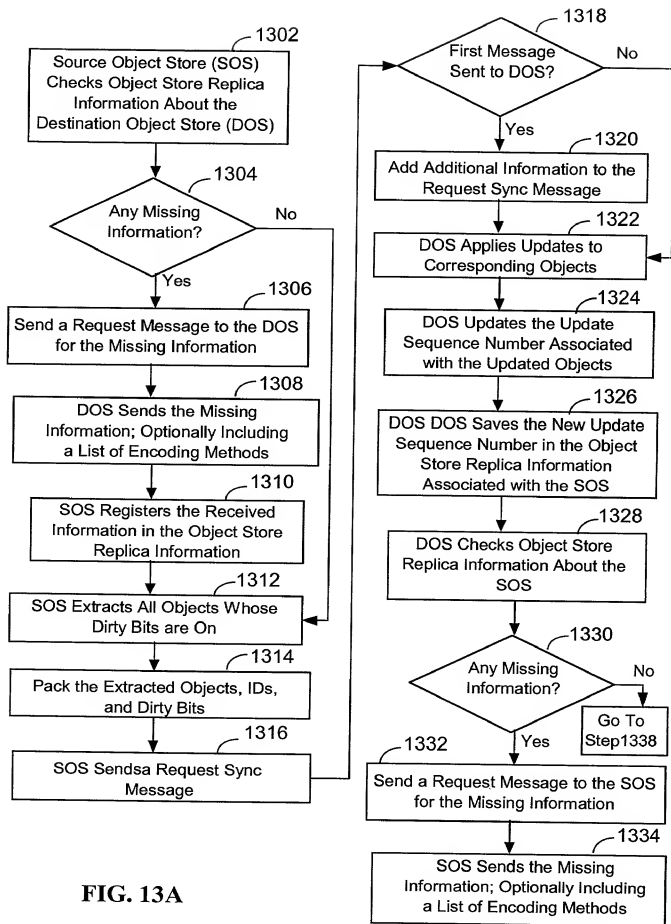 1302
Source Object Store (SOS)
Checks Object Store Replica
Information About the
Destination Object Store (DOS)
1304
Any Missing
Information?
No
Yes
1306
Send a Request Message to the DOS
for the Missing Information
1308
DOS Sends the Missing
Information; Optionally Including
a List of Encoding Methods
1310
SOS Registers the Received
Information in the Object Store
Replica Information
1312
SOS Extracts All Objects Whose
Dirty Bits are On
1314
Pack the Extracted Objects, IDs,
and Dirty Bits
1316
SOS Sendsa Request Sync
Message
1318
First Message
Sent to DOS?
No
Yes
1320
Add Additional Information to the
Request Sync Message
1322
DOS Applies Updates to
Corresponding Objects
1324
DOS Updates the Update
Sequence Number Associated
with the Updated Objects
1326
DOS DOS Saves the New Update
Sequence Number in the Object
Store Replica Information
Associated with the SOS
1328
DOS Checks Object Store
Replica Information About the
SOS
1330
Any Missing
Information?
No
Go To
Step1338
Yes
1332
Send a Request Message to the SOS
for the Missing Information
1334
SOS Sends the Missing
Information; Optionally Including
a List of Encoding Methods
FIG. 13A